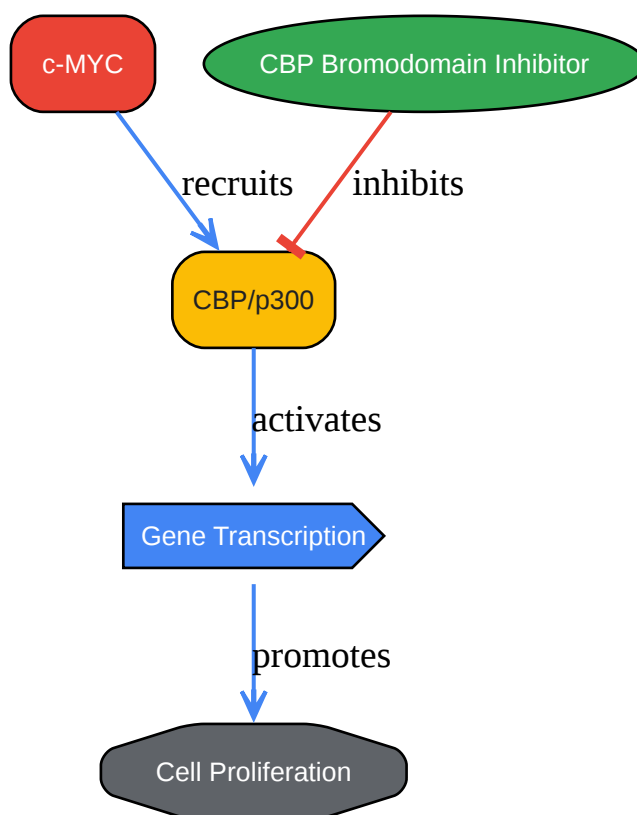 c-MYC
CBP Bromodomain Inhibitor
recruits
inhibits
CBP/p300
activates
Gene Transcription
promotes
Cell Proliferation